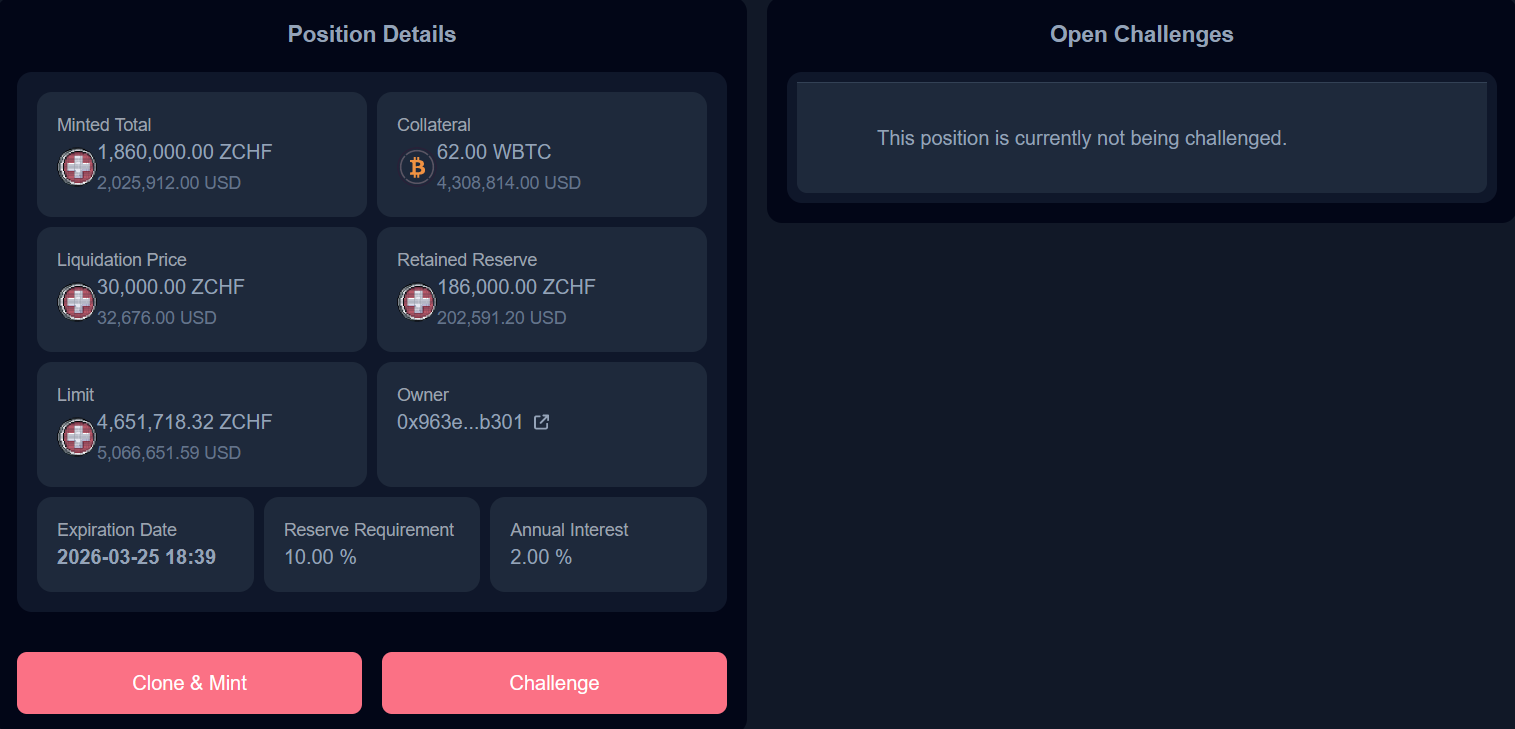 Position Details
Minted Total
1,860,000.00 ZCHF
2,025,912.00 USD
Collateral
62.00 WBTC
4,308,814.00 USD
Liquidation Price
30,000.00 ZCHF
32,676.00 USD
Retained Reserve
186,000.00 ZCHF
202,591.20 USD
Limit
4,651,718.32 ZCHF
5,066,651.59 USD
Owner
0x963e...b301
Expiration Date
2026-03-25 18:39
Reserve Requirement
10.00 %
Annual Interest
2.00 %
Clone & Mint
Challenge
Open Challenges
This position is currently not being challenged.